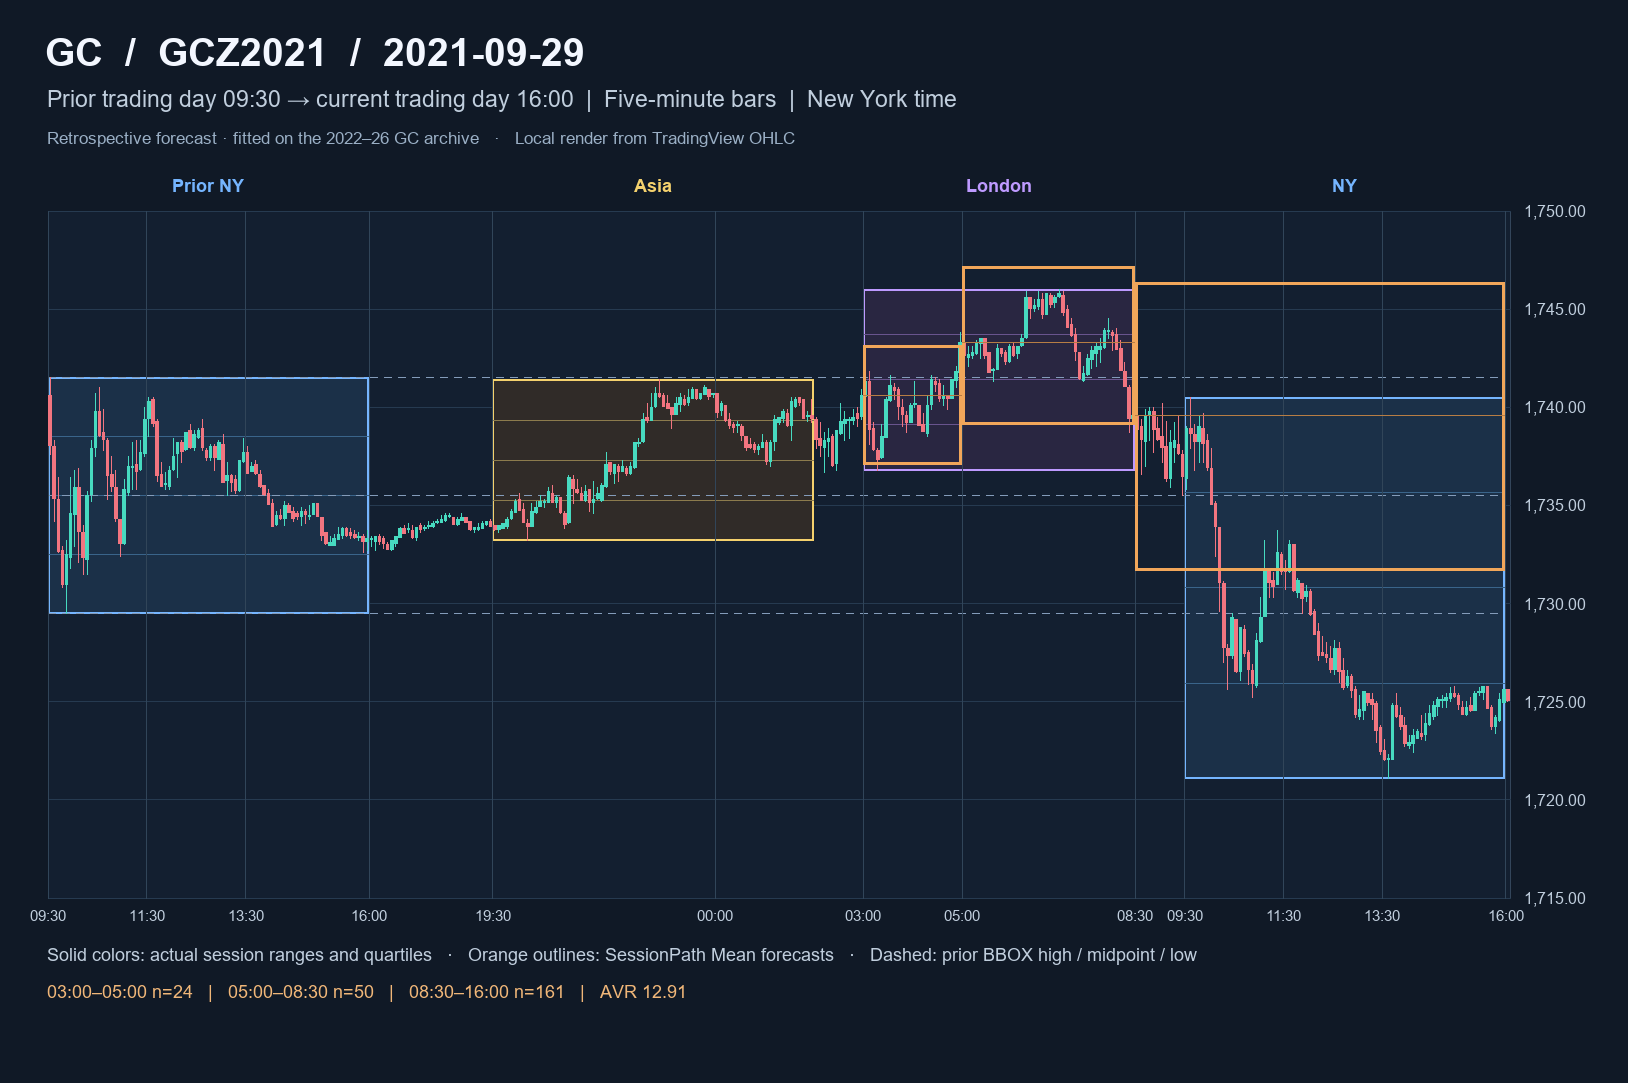 GC / GCZ2021 / 2021-09-29
Prior trading day 09:30 → current trading day 16:00 | Five-minute bars | New York time
Retrospective forecast · fitted on the 2022–26 GC archive · Local render from TradingView OHLC
Prior NY Asia London NY
1,750.00
1,745.00
1,740.00
1,735.00
1,730.00
1,725.00
1,720.00
1,715.00
09:30 11:30 13:30 16:00 19:30 00:00 03:00 05:00 08:30 09:30 11:30 13:30 16:00
Solid colors: actual session ranges and quartiles · Orange outlines: SessionPath Mean forecasts · Dashed: prior BBOX high / midpoint / low
03:00–05:00 n=24 | 05:00–08:30 n=50 | 08:30–16:00 n=161 | AVR 12.91